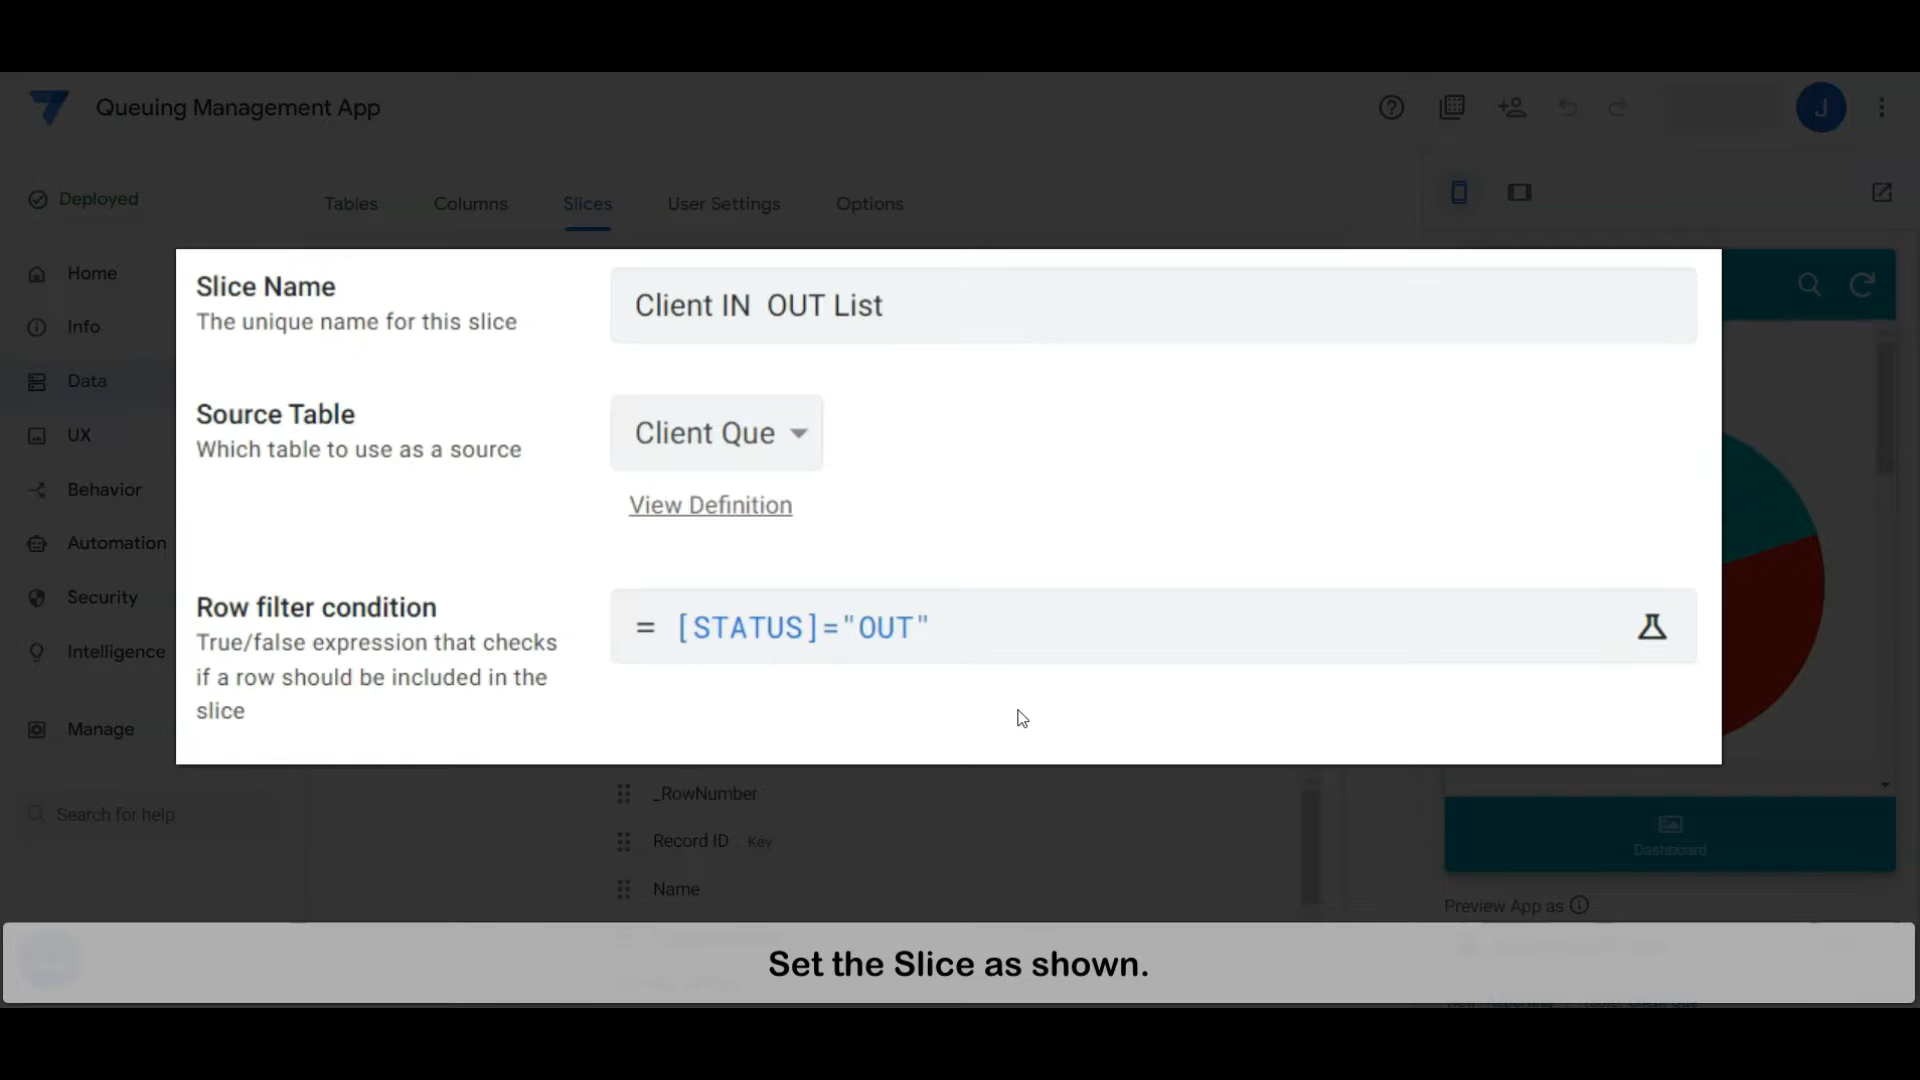 Queuing Management App
J
Deployed
Tables Columns Slices User Settings Options
Home
Info
Data
UX
Behavior
Automation
Security
Intelligence
Manage
Search for help
Slice Name
The unique name for this slice
Client IN  OUT List
Source Table
Which table to use as a source
Client Que
View Definition
Row filter condition
True/false expression that checks
if a row should be included in the
slice
= [STATUS]="OUT"
_RowNumber
Record ID Key
Name
Dashboard
Preview App as
Set the Slice as shown.